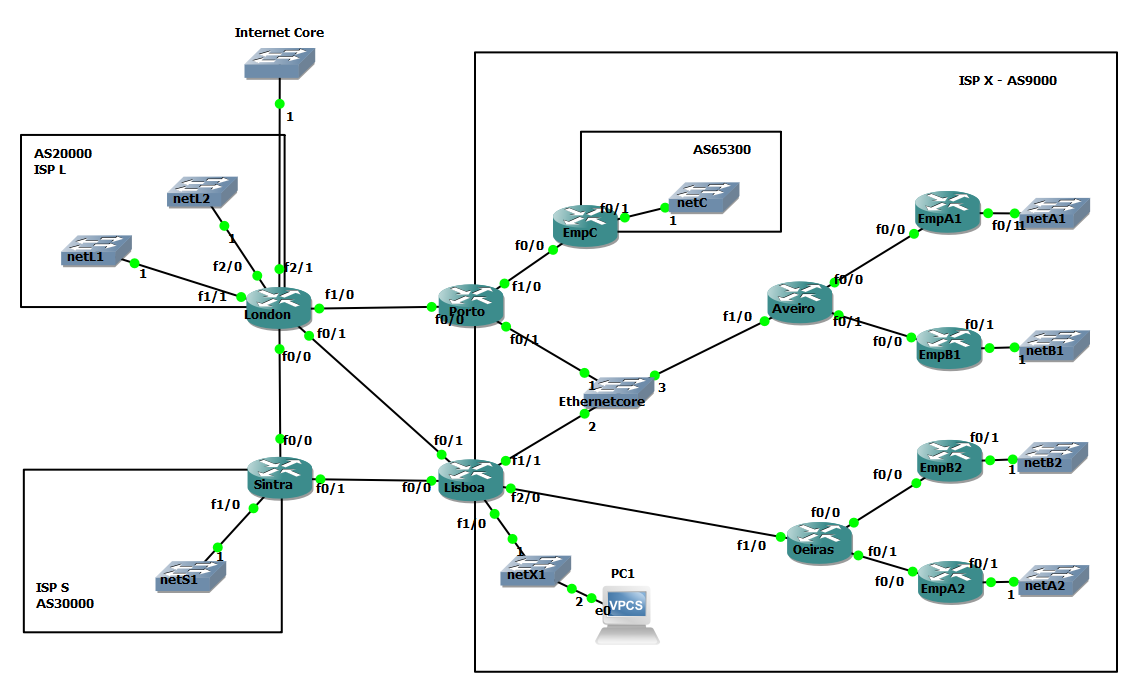 Internet Core
1
ISP X - AS9000
AS20000
ISP L
AS65300
netL2
1
netC
f0/1
1
EmpC
f0/0
EmpA1
f0/1
1
netA1
f0/0
netL1
1
f2/0
f2/1
f1/1
London
f1/0
f0/1
f0/0
f1/0
Porto
f0/0
f0/1
f0/0
Aveiro
f1/0
f0/1
f0/0
f0/1
EmpB1
1
netB1
1
Ethernetcore
2
3
f0/0
Sintra
f0/1
f1/0
f0/1
f0/0
Lisboa
f1/1
f2/0
f1/0
f0/1
EmpB2
1
netB2
f0/0
f0/0
f1/0
Oeiras
f0/1
f0/0
f0/1
EmpA2
1
netA2
1
netS1
ISP S
AS30000
1
netX1
2
PC1
e0
VPCS